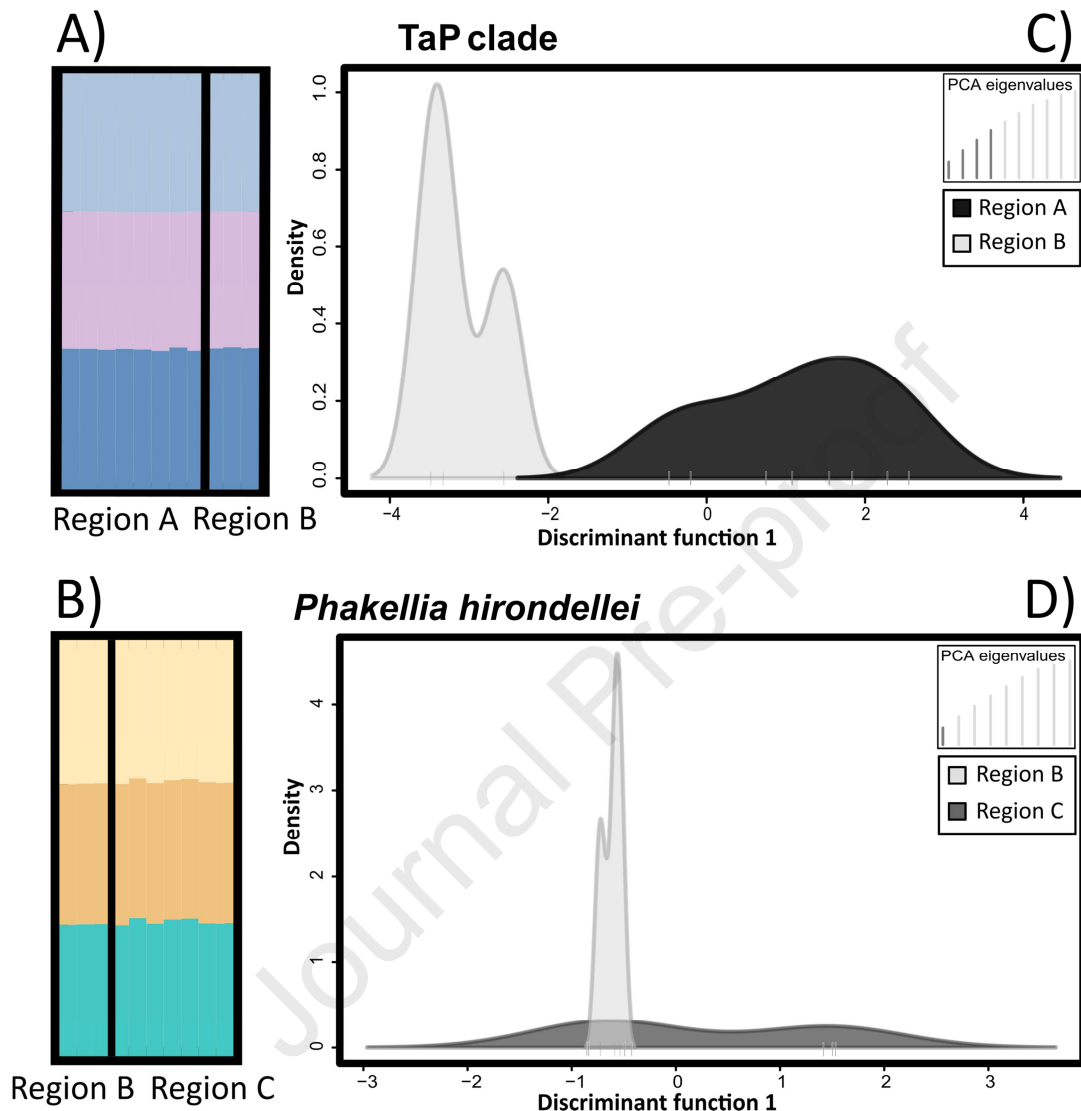 A)
TaP clade
C)
PCA eigenvalues
Region A
Region B
Density
0.0
0.2
0.4
0.6
0.8
1.0
−4
−2
0
2
4
Discriminant function 1
Region A
Region B
B)
Phakellia hirondellei
D)
PCA eigenvalues
Region B
Region C
Density
0
1
2
3
4
−3
−2
−1
0
1
2
3
Discriminant function 1
Region B
Region C
Journal Pre-proof